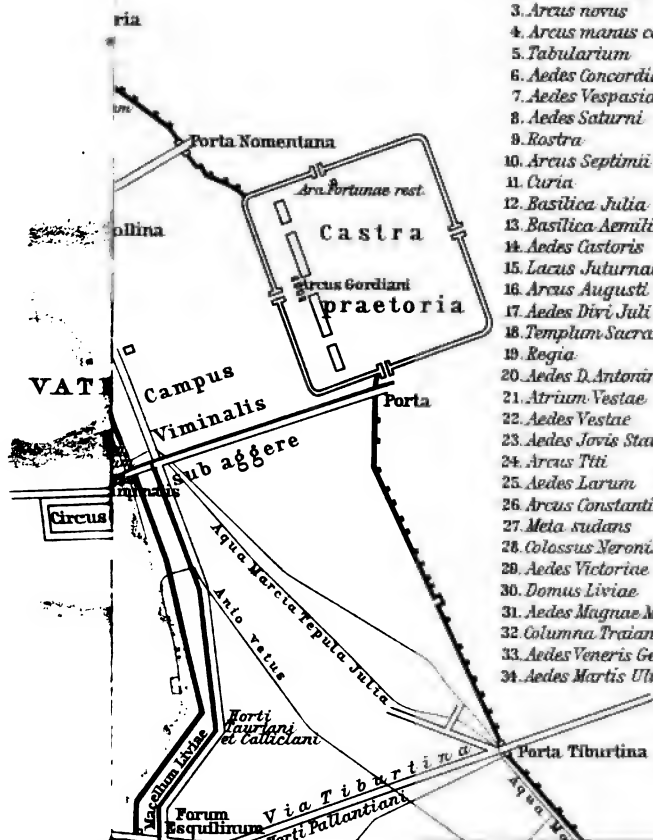 ria
Porta Nomentana
ollina
Ara Fortunae rest.
Castra
praetoria
Arcus Gordiani
VATI
Campus
Viminalis
sub aggere
Porta
minalis
Circus
Aqua Marcia Tepula Julia
Anio vetus
Horti
Tauriani
et Calliclani
Macellum Liviae
Forum
Esquilinum
Via Tiburtina
Horti Pallantiani
Porta Tiburtina
Aqua Ma
3. Arcus novus
4. Arcus manus c
5. Tabularium
6. Aedes Concordi
7. Aedes Vespasia
8. Aedes Saturni
9. Rostra
10. Arcus Septimii
11. Curia
12. Basilica Julia
13. Basilica Aemili
14. Aedes Castoris
15. Lacus Juturna
16. Arcus Augusti
17. Aedes Divi Juli
18. Templum Sacra
19. Regia
20. Aedes D. Antonin
21. Atrium Vestae
22. Aedes Vestae
23. Aedes Jovis Sta
24. Arcus Titi
25. Aedes Larum
26. Arcus Constanti
27. Meta sudans
28. Colossus Neroni
29. Aedes Victoriae
30. Domus Liviae
31. Aedes Magnae M
32. Columna Traian
33. Aedes Veneris Ge
34. Aedes Martis Ult